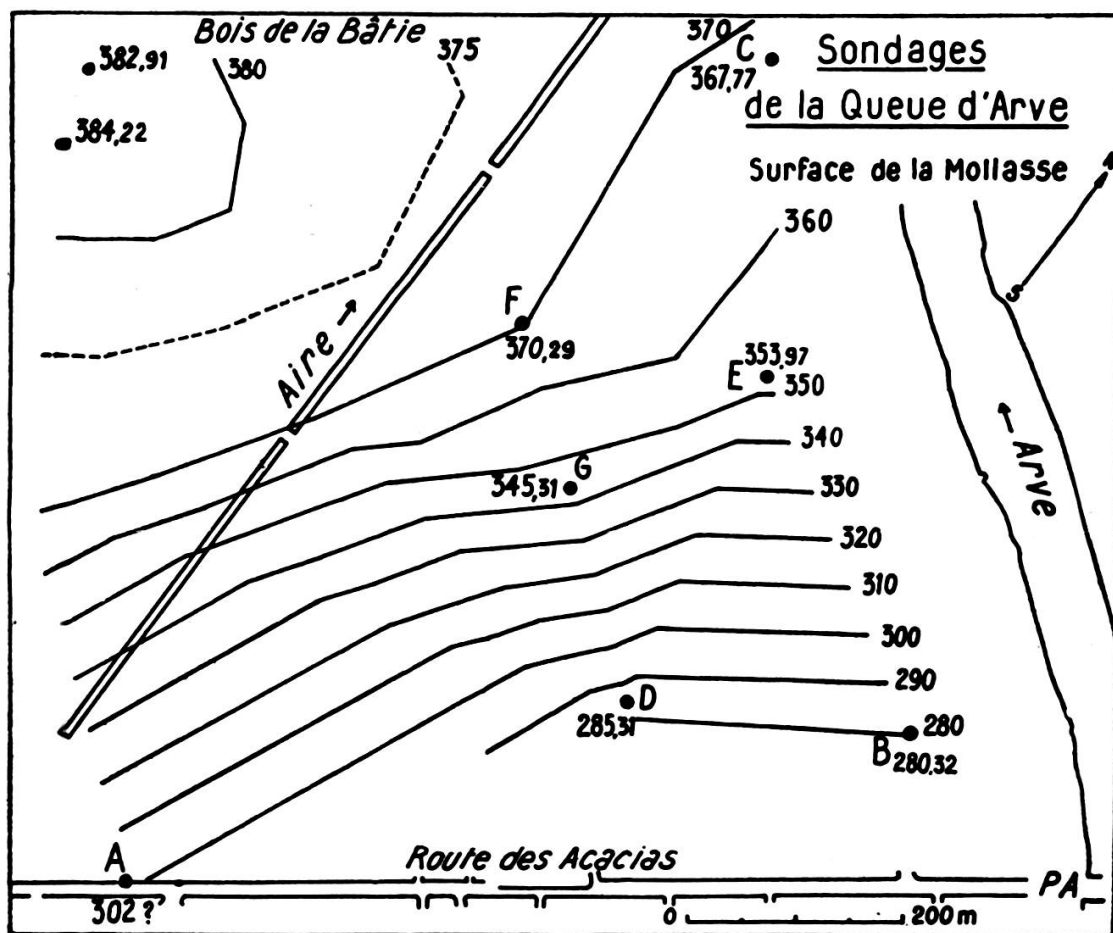 Bois de la Bâtie
382,91
380
375
370
C
367,77
384,22
Sondages
de la Queue d'Arve
Surface de la Mollasse
N
S
360
F
370,29
Aire →
E
353,97
350
340
G
345,31
330
320
310
300
290
D
285,31
280
B
280,32
← Arve
A
Route des Acacias
PA
302?
0
200 m